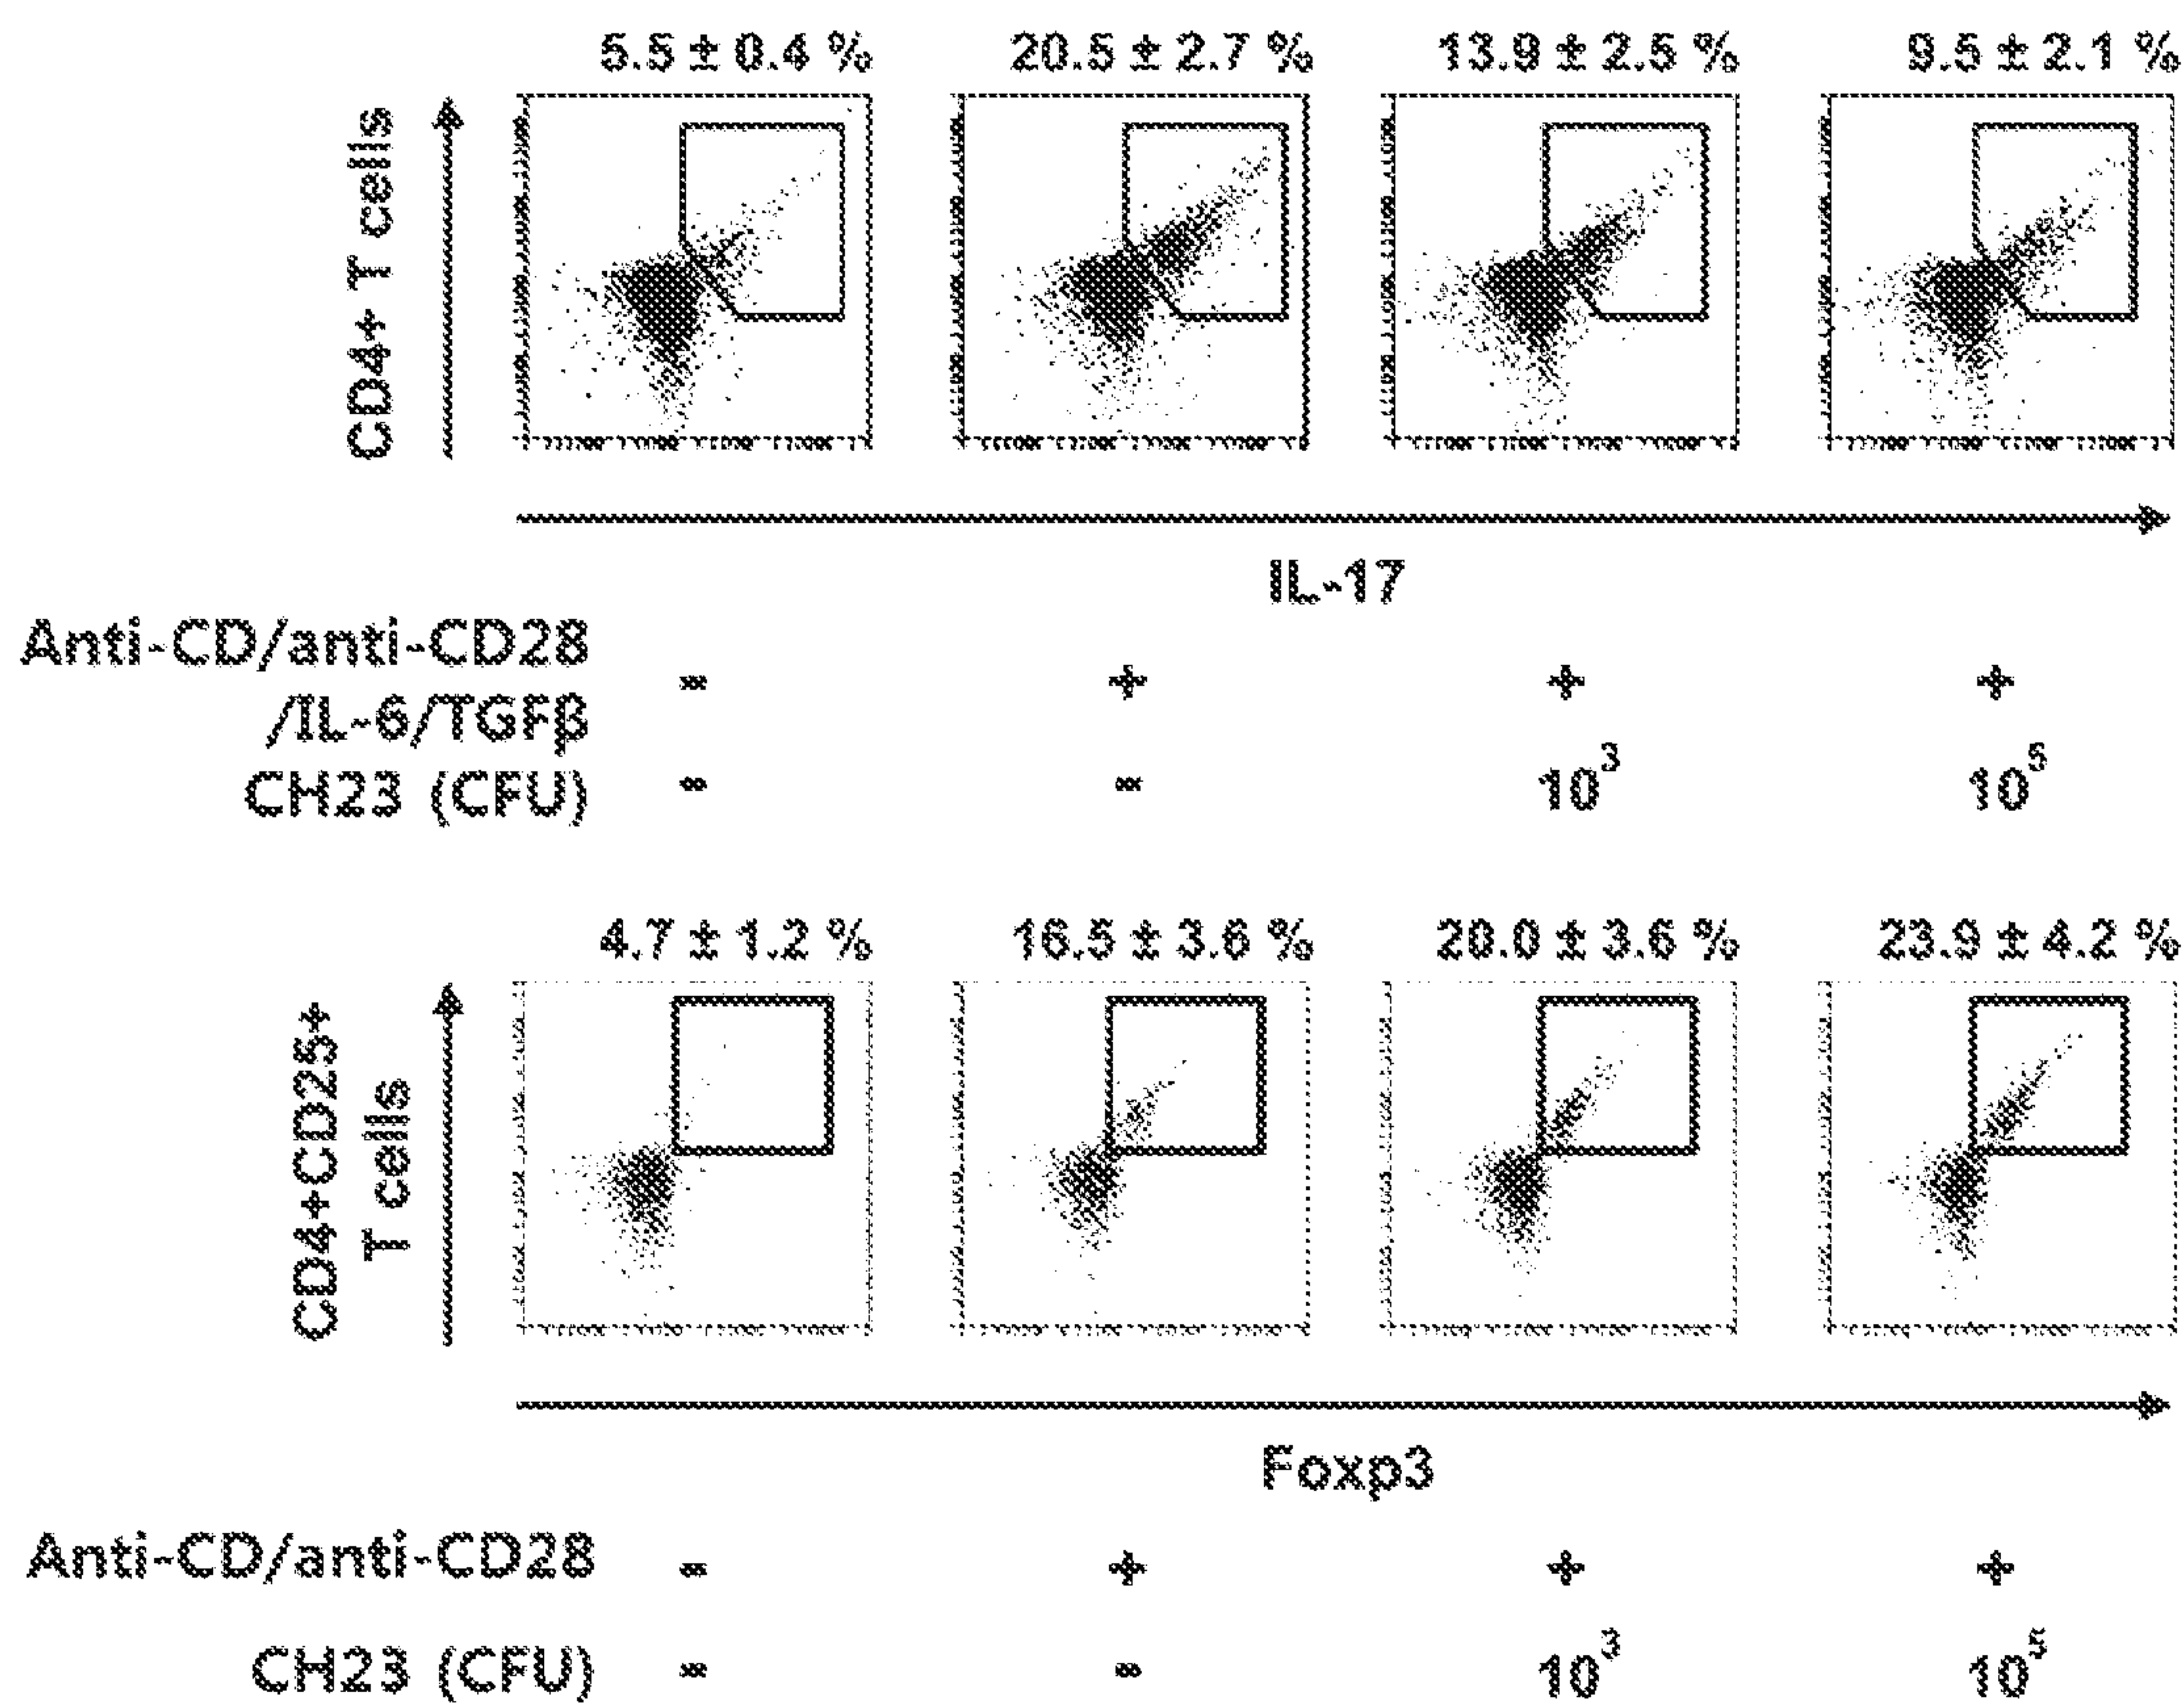 5.5 ± 0.4 % 20.5 ± 2.7 % 13.9 ± 2.5 % 9.5 ± 2.1 %
CD4+ T cells
IL-17
Anti-CD/anti-CD28
/IL-6/TGFβ - + + +
CH23 (CFU) - - 10³ 10⁵
4.7 ± 1.2 % 16.5 ± 3.6 % 20.0 ± 3.6 % 23.9 ± 4.2 %
CD4+CD25+
T cells
Foxp3
Anti-CD/anti-CD28 - + + +
CH23 (CFU) - - 10³ 10⁵